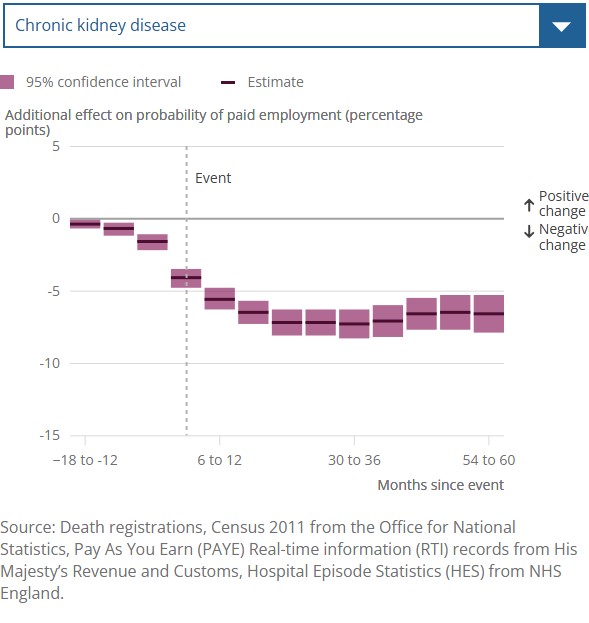 Chronic kidney disease
95% confidence interval
Estimate
Additional effect on probability of paid employment (percentage
points)
5
Event
Positive
change
0
Negativ
change
-5
-10
-15
−18 to -12
6 to 12
30 to 36
54 to 60
Months since event
Source: Death registrations, Census 2011 from the Office for National
Statistics, Pay As You Earn (PAYE) Real-time information (RTI) records from His
Majesty’s Revenue and Customs, Hospital Episode Statistics (HES) from NHS
England.